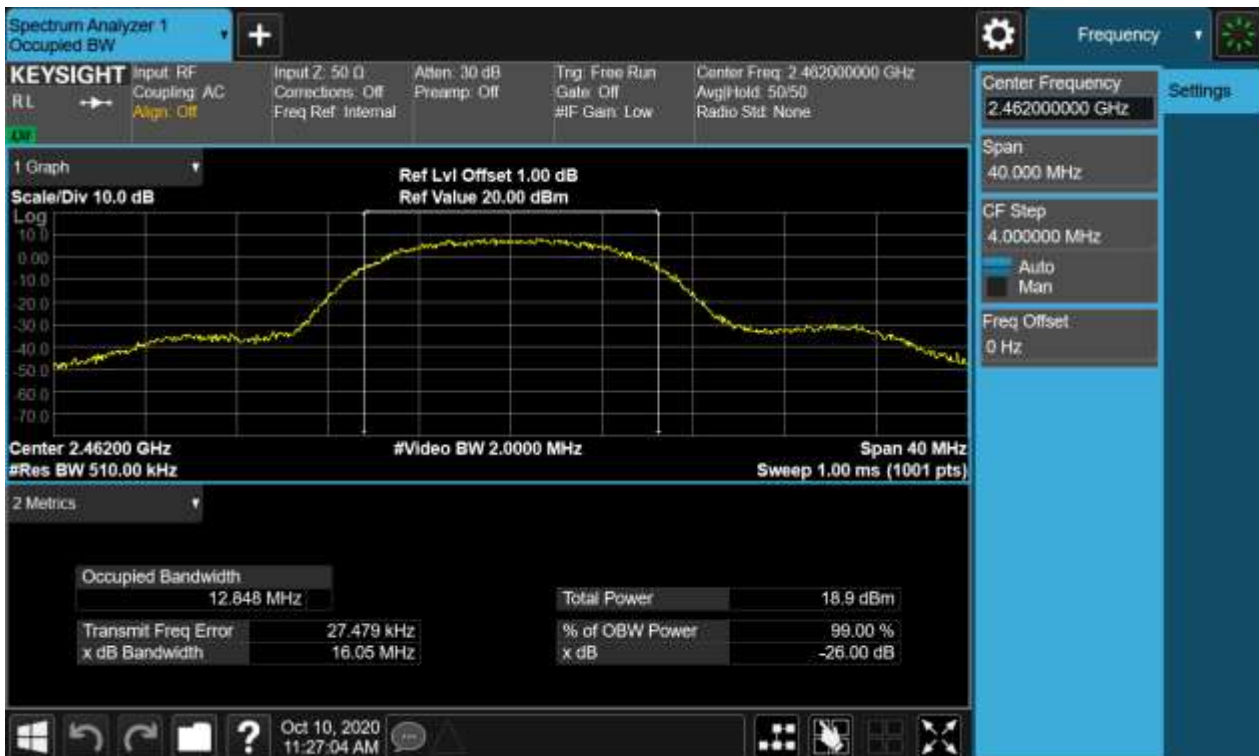 Spectrum Analyzer 1
Occupied BW
Frequency
KEYSIGHT
RL
Input: RF
Coupling: AC
Align: Off
Input Z: 50 Ω
Corrections: Off
Freq Ref: Internal
Atten: 30 dB
Preamp: Off
Trig: Free Run
Gate: Off
#IF Gain: Low
Center Freq: 2.462000000 GHz
Avg|Hold: 50/50
Radio Std: None
Center Frequency
2.462000000 GHz
Settings
Span
40.000 MHz
CF Step
4.000000 MHz
Auto
Man
Freq Offset
0 Hz
1 Graph
Scale/Div 10.0 dB
Ref Lvl Offset 1.00 dB
Ref Value 20.00 dBm
Log
10.0
0.00
-10.0
-20.0
-30.0
-40.0
-50.0
-60.0
-70.0
Center 2.46200 GHz
#Video BW 2.0000 MHz
Span 40 MHz
#Res BW 510.00 kHz
Sweep 1.00 ms (1001 pts)
2 Metrics
Occupied Bandwidth
12.848 MHz
Total Power 18.9 dBm
Transmit Freq Error 27.479 kHz
% of OBW Power 99.00 %
x dB Bandwidth 16.05 MHz
x dB -26.00 dB
?
Oct 10, 2020
11:27:04 AM